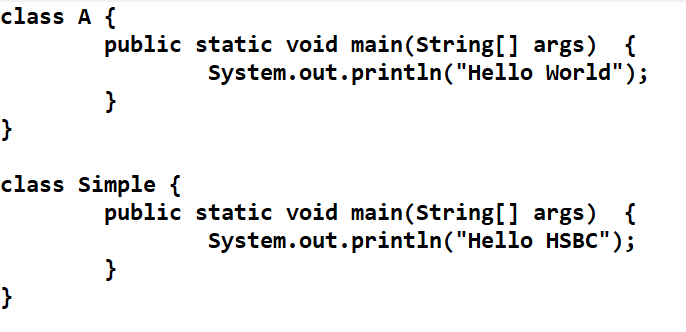 class A {
        public static void main(String[] args)  {
                System.out.println("Hello World");
        }
}

class Simple {
        public static void main(String[] args)  {
                System.out.println("Hello HSBC");
        }
}